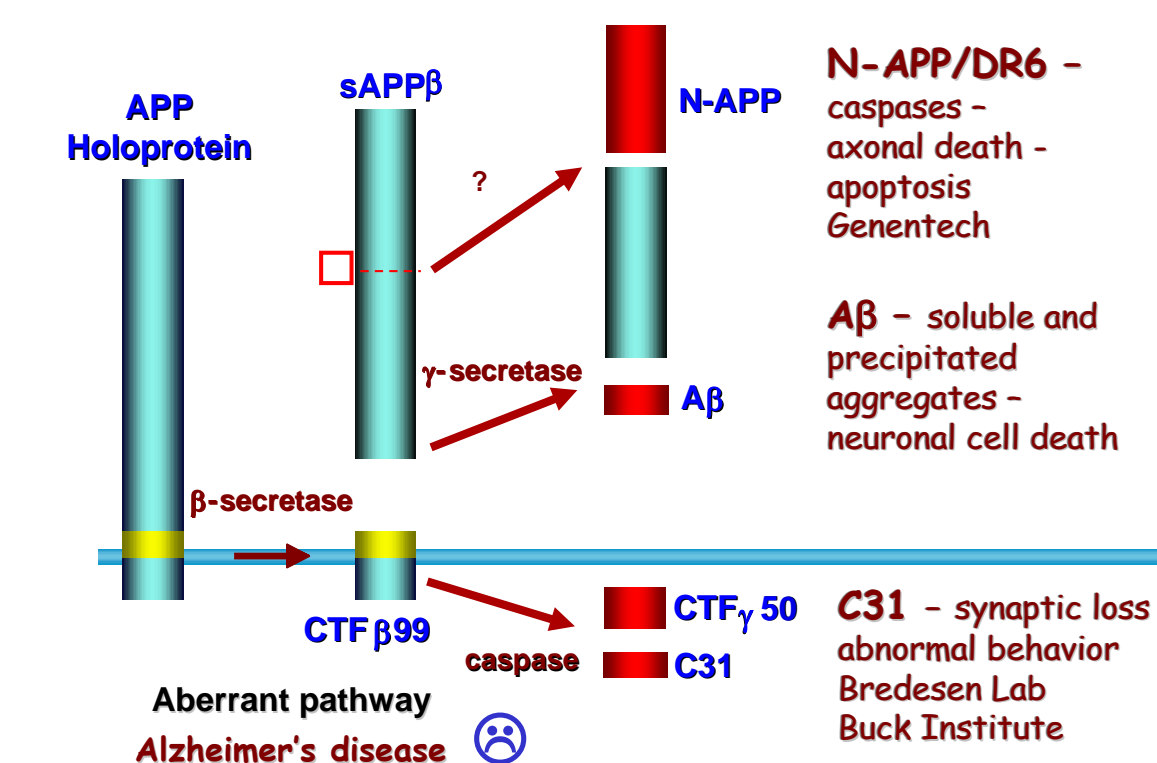 APP
Holoprotein
sAPPβ
?
N-APP
γ-secretase
Aβ
β-secretase
CTF β99
caspase
CTFγ 50
C31
Aberrant pathway
Alzheimer's disease
N-APP/DR6 –
caspases –
axonal death -
apoptosis
Genentech
Aβ – soluble and
precipitated
aggregates –
neuronal cell death
C31 – synaptic loss
abnormal behavior
Bredesen Lab
Buck Institute